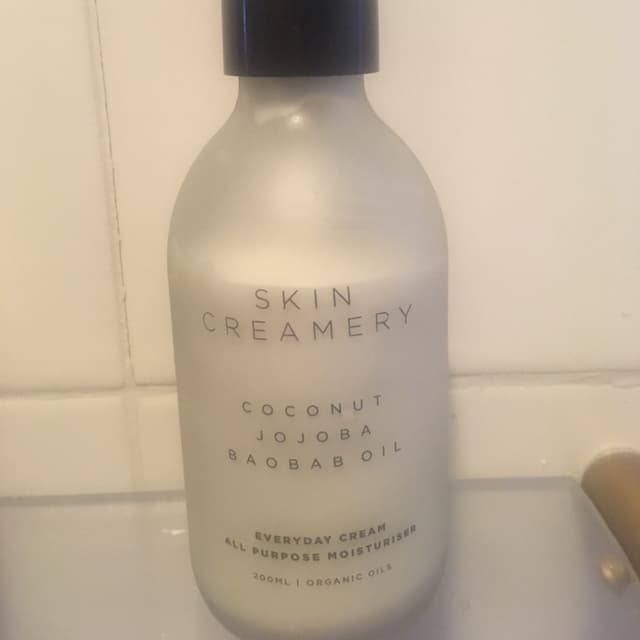 SKIN
CREAMERY
COCONUT
JOJOBA
BAOBAB OIL
EVERYDAY CREAM
ALL PURPOSE MOISTURISER
200ML | ORGANIC OILS